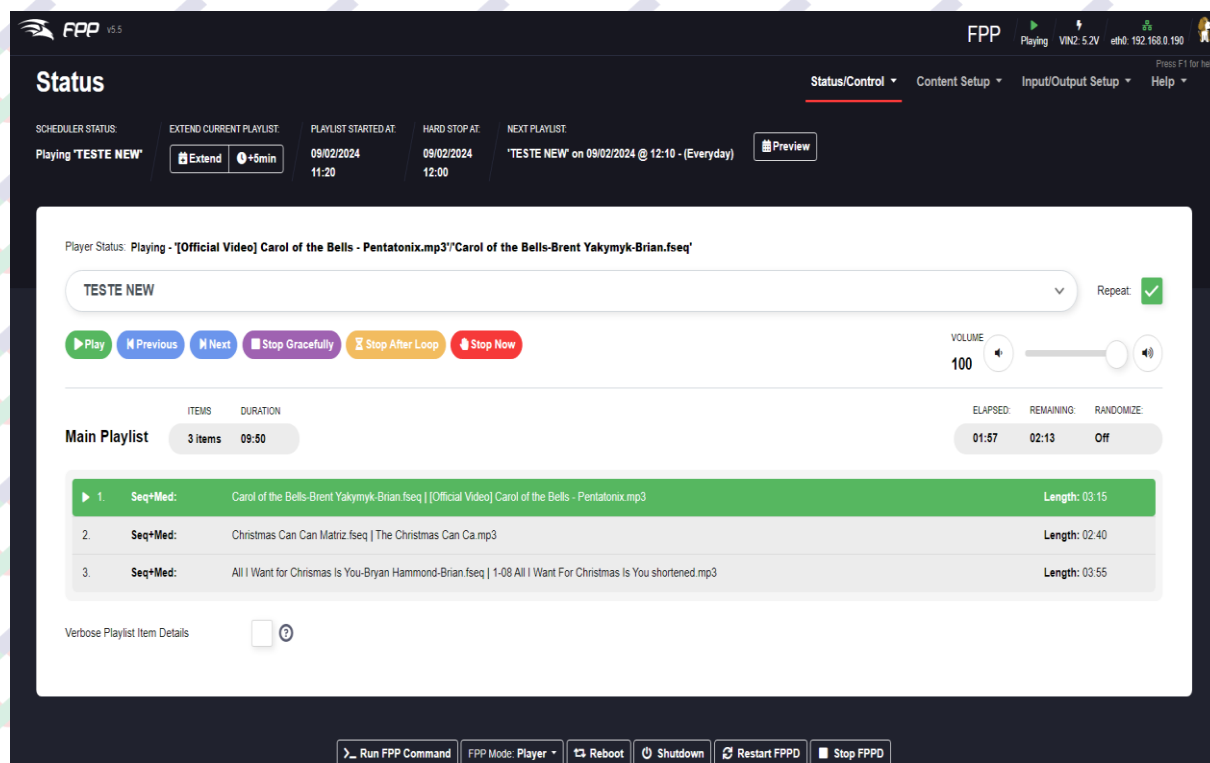 FPP v5.5
FPP Playing VIN2: 5.2V eth0: 192.168.0.190
Press F1 for he
Status
Status/Control Content Setup Input/Output Setup Help
SCHEDULER STATUS: EXTEND CURRENT PLAYLIST: PLAYLIST STARTED AT: HARD STOP AT: NEXT PLAYLIST:
Playing 'TESTE NEW' Extend +5min 09/02/2024 09/02/2024 'TESTE NEW' on 09/02/2024 @ 12:10 - (Everyday) Preview
11:20 12:00
Player Status: Playing - '[Official Video] Carol of the Bells - Pentatonix.mp3'/'Carol of the Bells-Brent Yakymyk-Brian.fseq'
TESTE NEW Repeat:
Play Previous Next Stop Gracefully Stop After Loop Stop Now
VOLUME
100
ITEMS DURATION ELAPSED: REMAINING: RANDOMIZE:
Main Playlist 3 items 09:50 01:57 02:13 Off
1. Seq+Med: Carol of the Bells-Brent Yakymyk-Brian.fseq | [Official Video] Carol of the Bells - Pentatonix.mp3 Length: 03:15
2. Seq+Med: Christmas Can Can Matriz.fseq | The Christmas Can Ca.mp3 Length: 02:40
3. Seq+Med: All I Want for Chrismas Is You-Bryan Hammond-Brian.fseq | 1-08 All I Want For Christmas Is You shortened.mp3 Length: 03:55
Verbose Playlist Item Details
>_ Run FPP Command FPP Mode: Player Reboot Shutdown Restart FPPD Stop FPPD